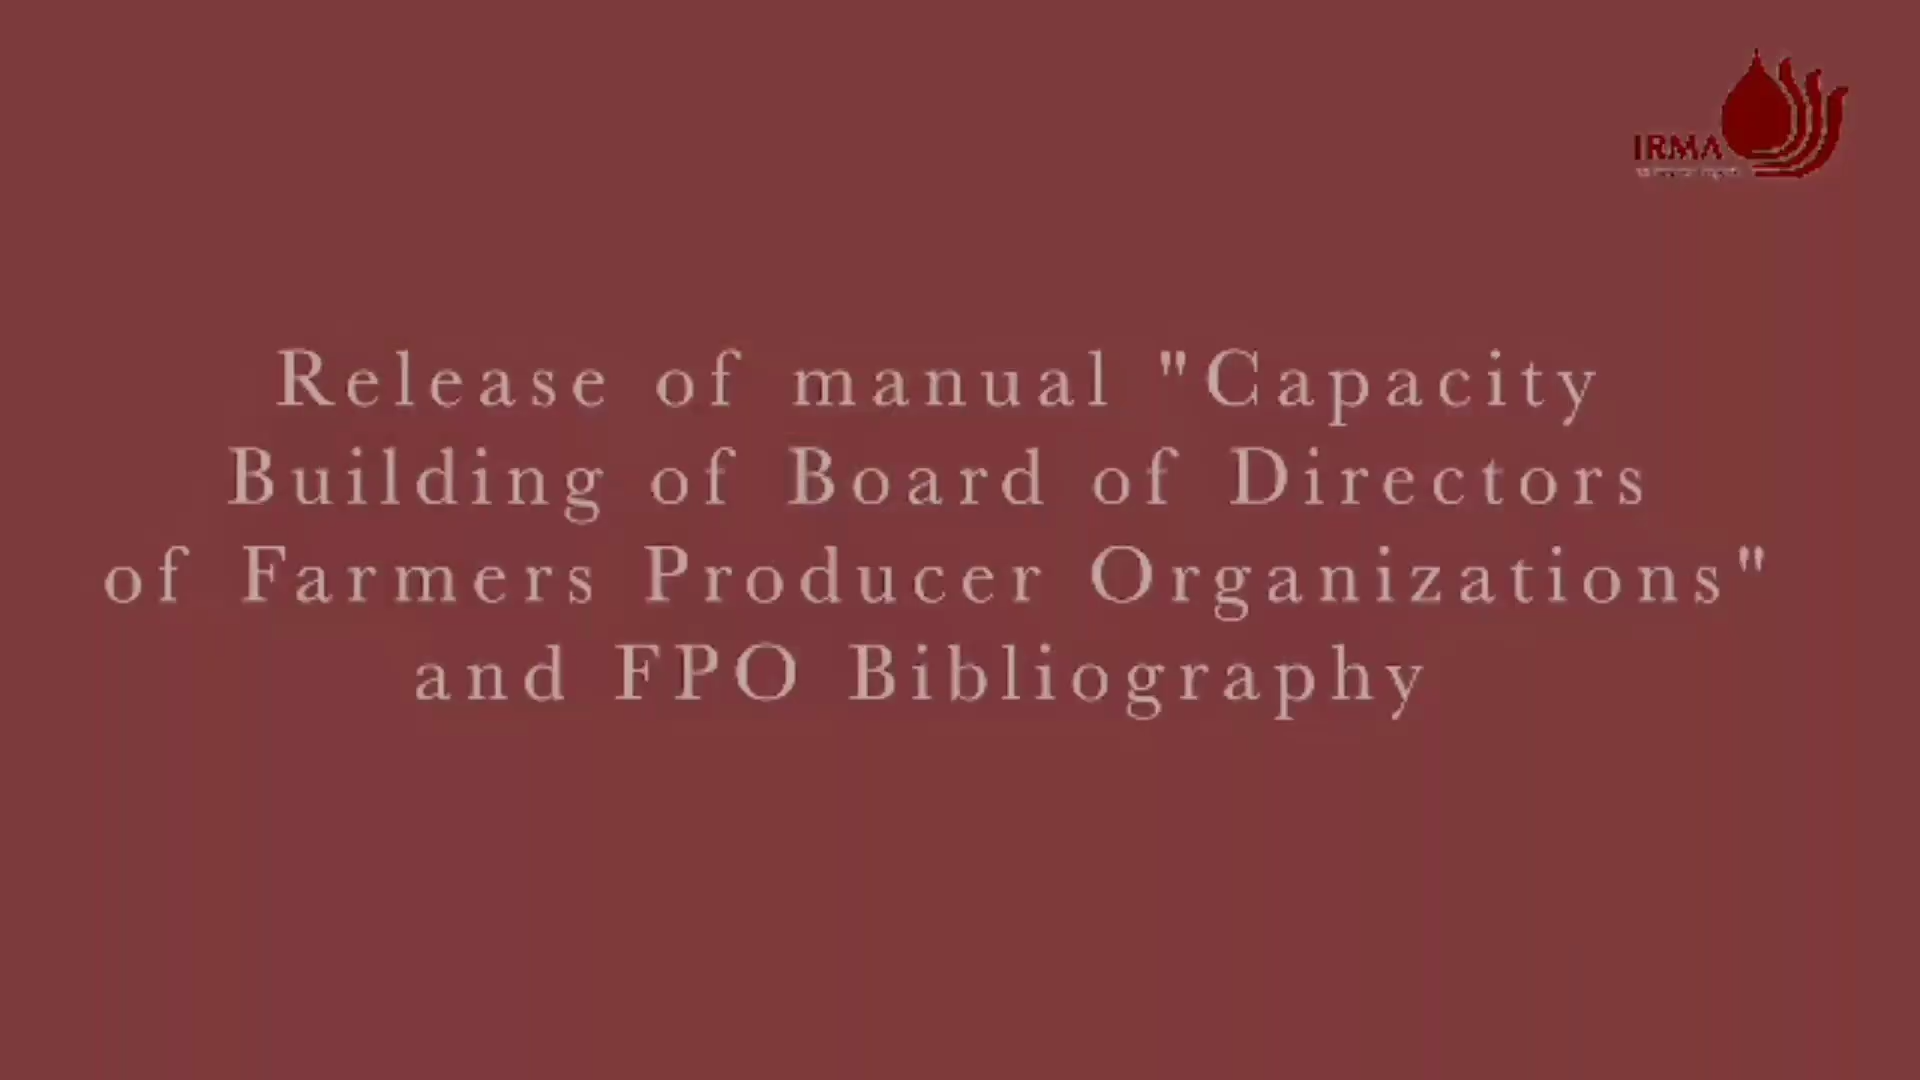 IRMA
Release of manual "Capacity
Building of Board of Directors
of Farmers Producer Organizations"
and FPO Bibliography